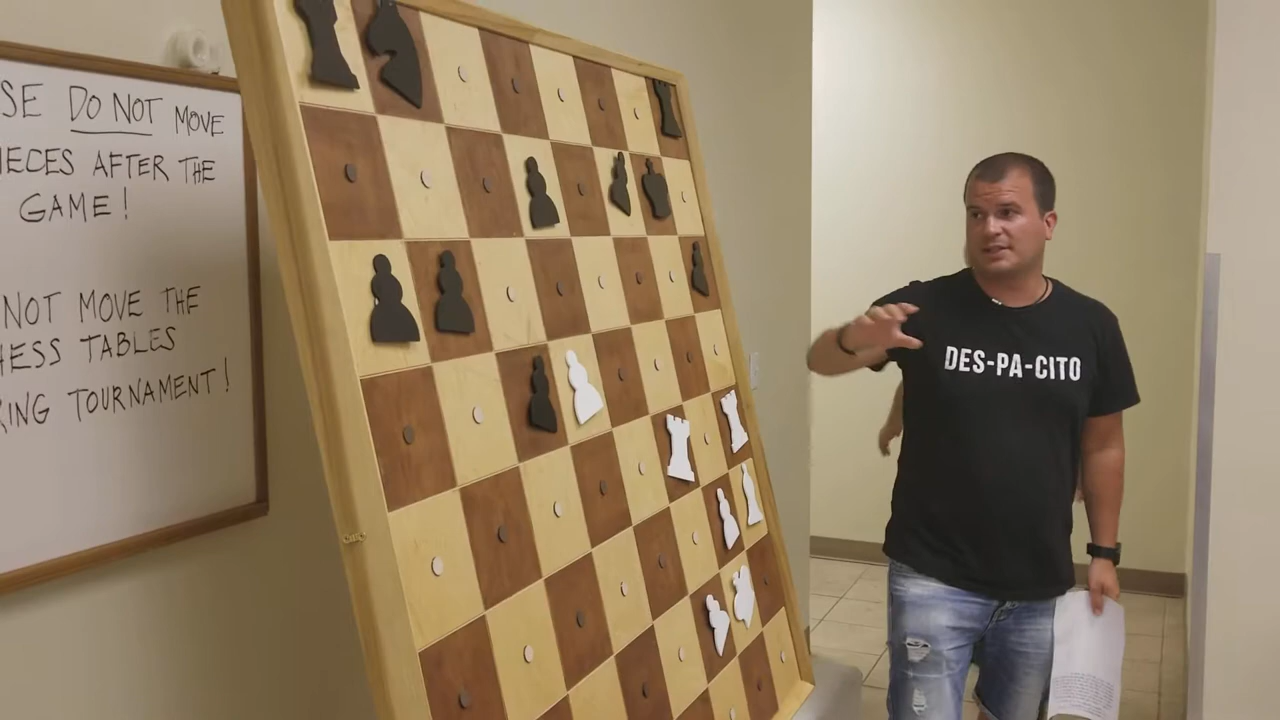 SE DO NOT MOVE
IECES AFTER THE
GAME!
NOT MOVE THE
HESS TABLES
RING TOURNAMENT!
DES-PA-CITO